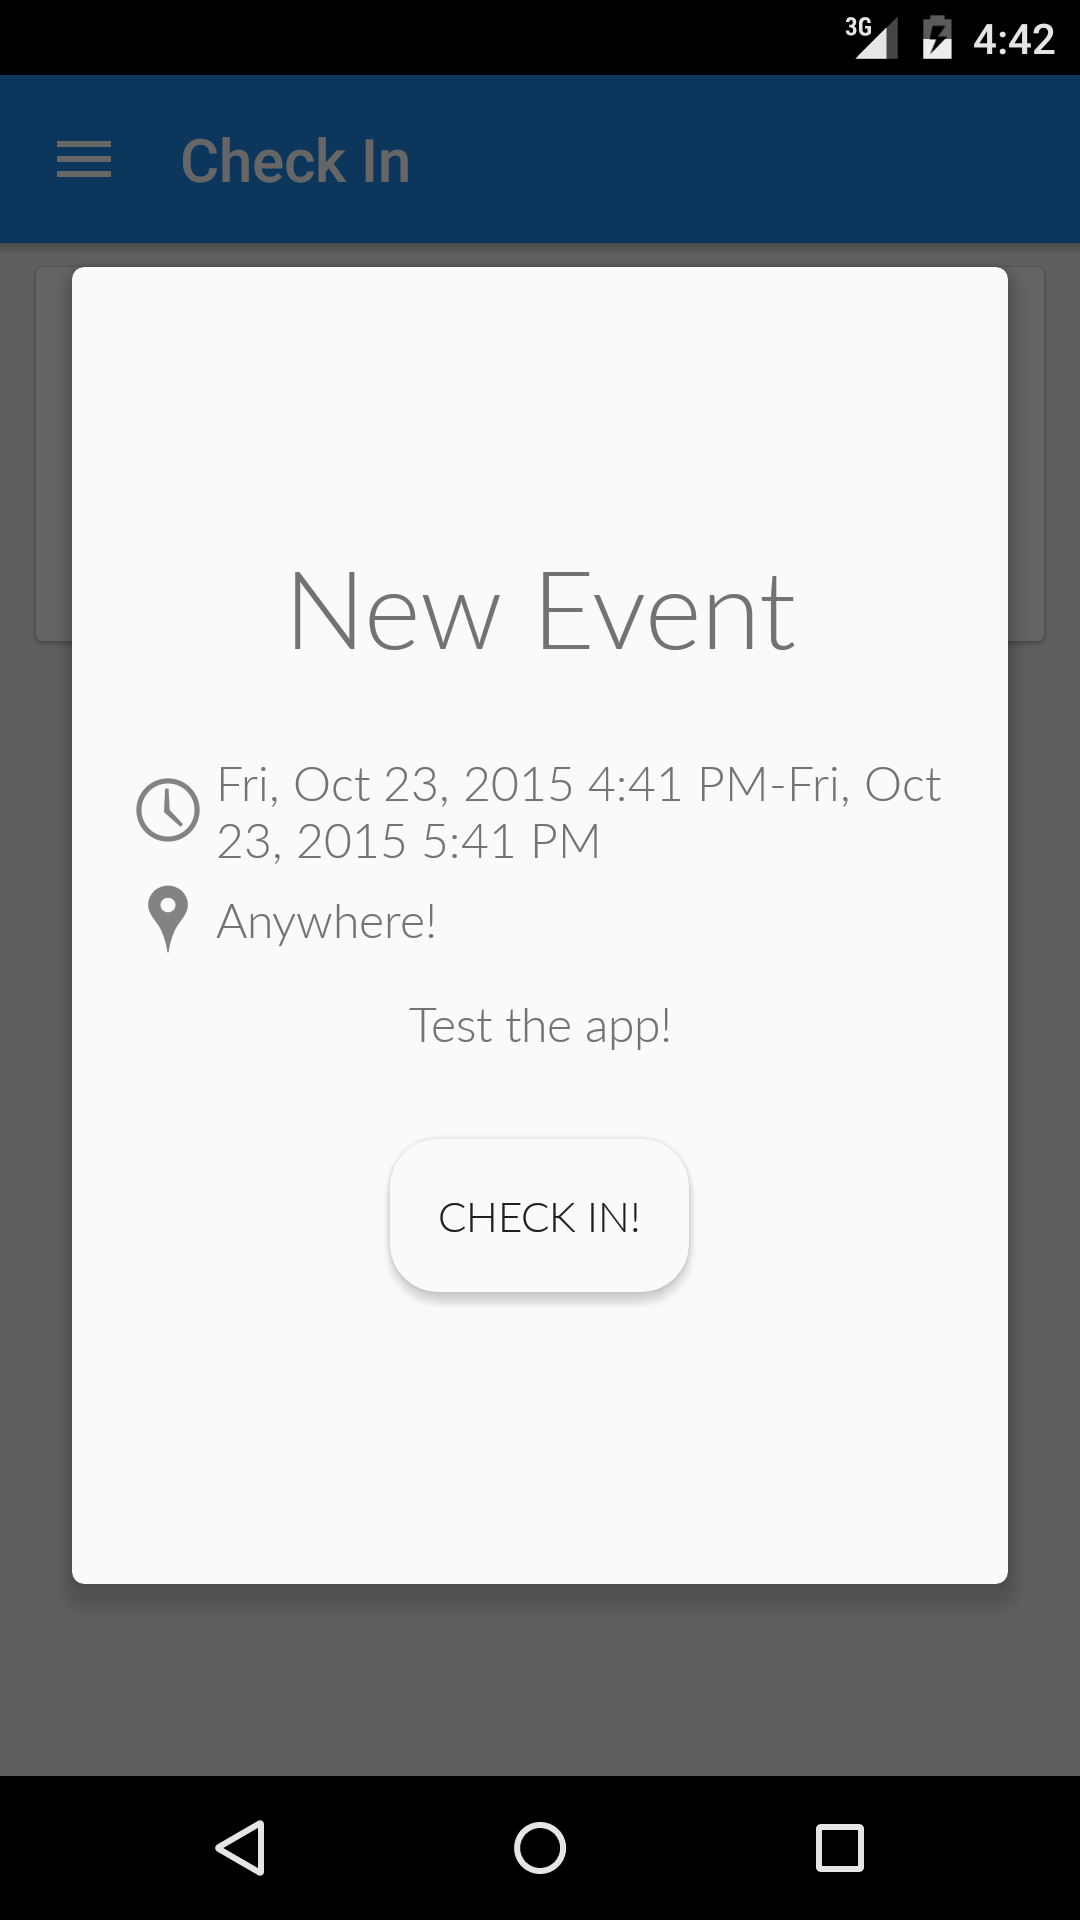 3G 4:42
Check In
New Event
Fri, Oct 23, 2015 4:41 PM-Fri, Oct
23, 2015 5:41 PM
Anywhere!
Test the app!
CHECK IN!